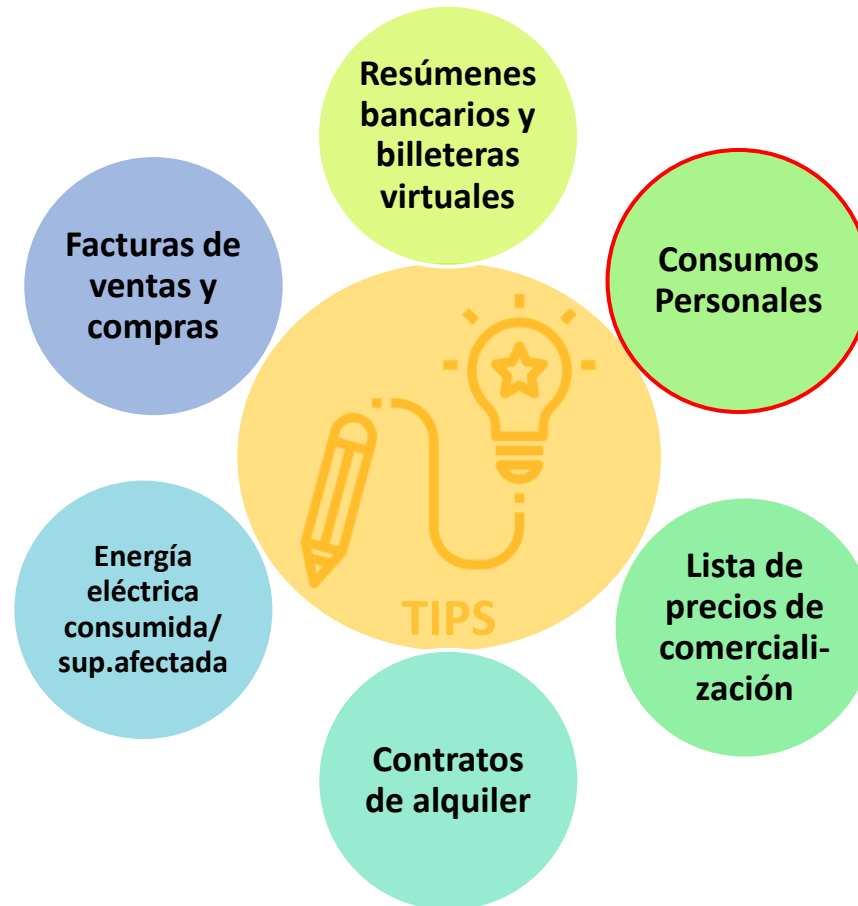 Resúmenes
bancarios y
billeteras
virtuales
Consumos
Personales
Lista de
precios de
comerciali-
zación
Contratos
de alquiler
Energía
eléctrica
consumida/
sup.afectada
Facturas de
ventas y
compras
TIPS